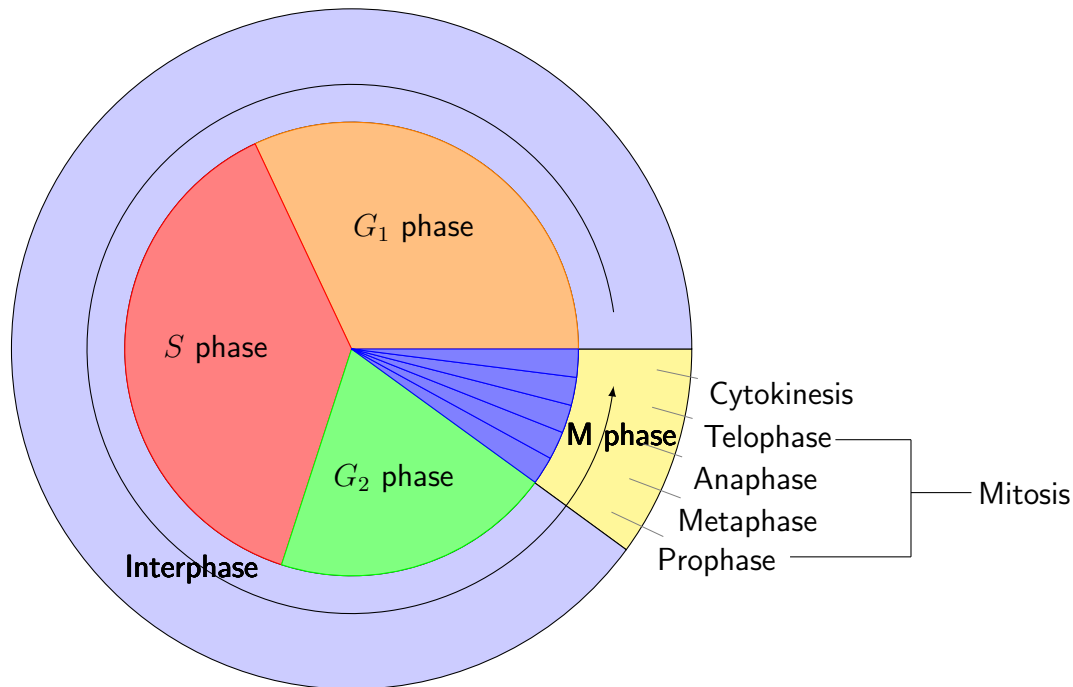 G₁ phase
S phase
G₂ phase
Interphase
M phase
Cytokinesis
Telophase
Anaphase
Metaphase
Prophase
Mitosis